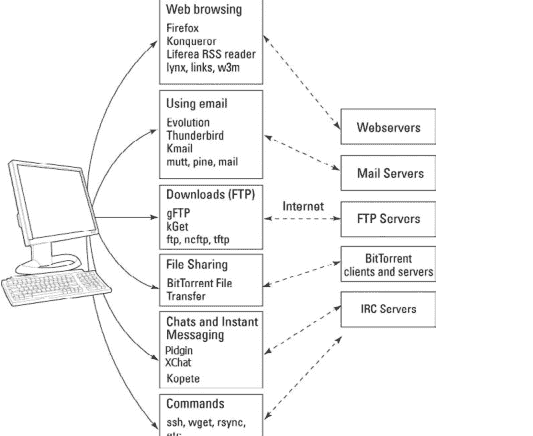 Web browsing
Firefox
Konqueror
Liferea RSS reader
lynx, links, w3m
Using email
Evolution
Thunderbird
Kmail
mutt, pine, mail
Downloads (FTP)
gFTP
kGet
ftp, ncftp, tftp
File Sharing
BitTorrent File
Transfer
Chats and Instant
Messaging
Pidgin
XChat
Kopete
Commands
ssh, wget, rsync,
Internet
Webservers
Mail Servers
FTP Servers
BitTorrent
clients and servers
IRC Servers